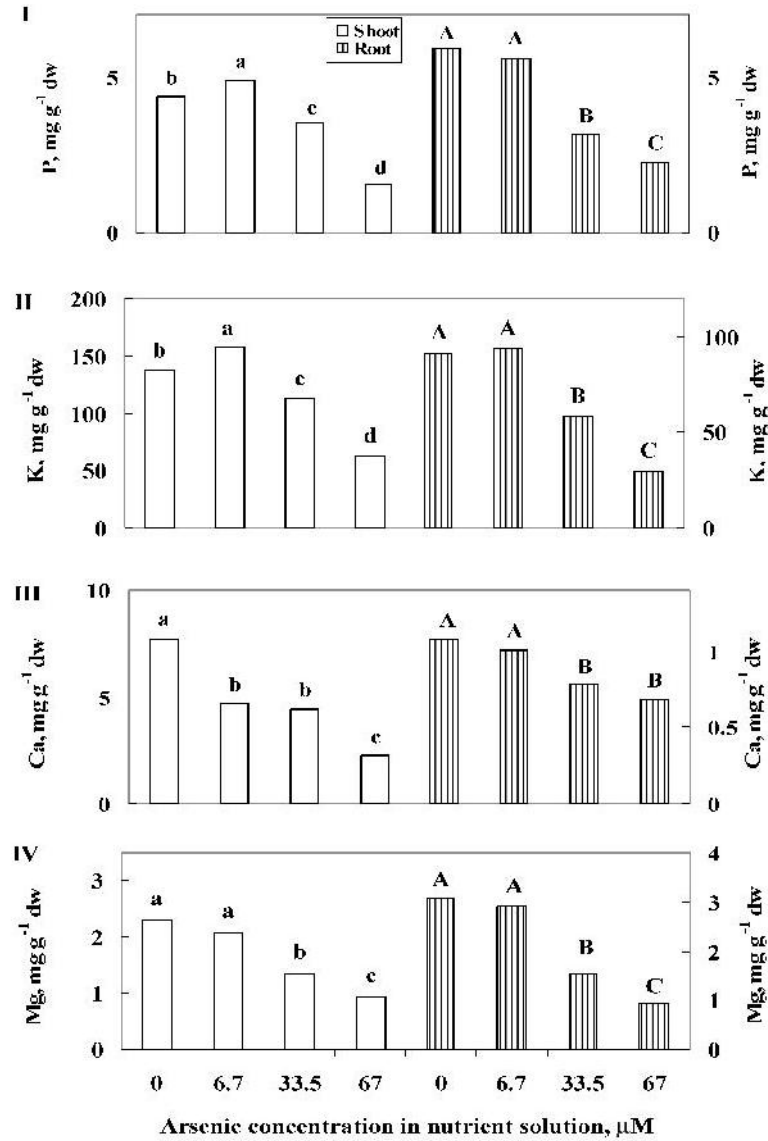 I
P, mg g⁻¹ dw
5
0
b
a
c
d
Shoot
Root
A
A
B
C
5
0
P, mg g⁻¹ dw
II
K, mg g⁻¹ dw
200
150
100
50
0
b
a
c
d
A
A
B
C
100
50
0
K, mg g⁻¹ dw
III
Ca, mg g⁻¹ dw
10
5
0
a
b
b
c
A
A
B
B
1
0.5
0
Ca, mg g⁻¹ dw
IV
Mg, mg g⁻¹ dw
3
2
1
0
a
a
b
c
A
A
B
C
4
3
2
1
0
Mg, mg g⁻¹ dw
0 6.7 33.5 67 0 6.7 33.5 67
Arsenic concentration in nutrient solution, µM